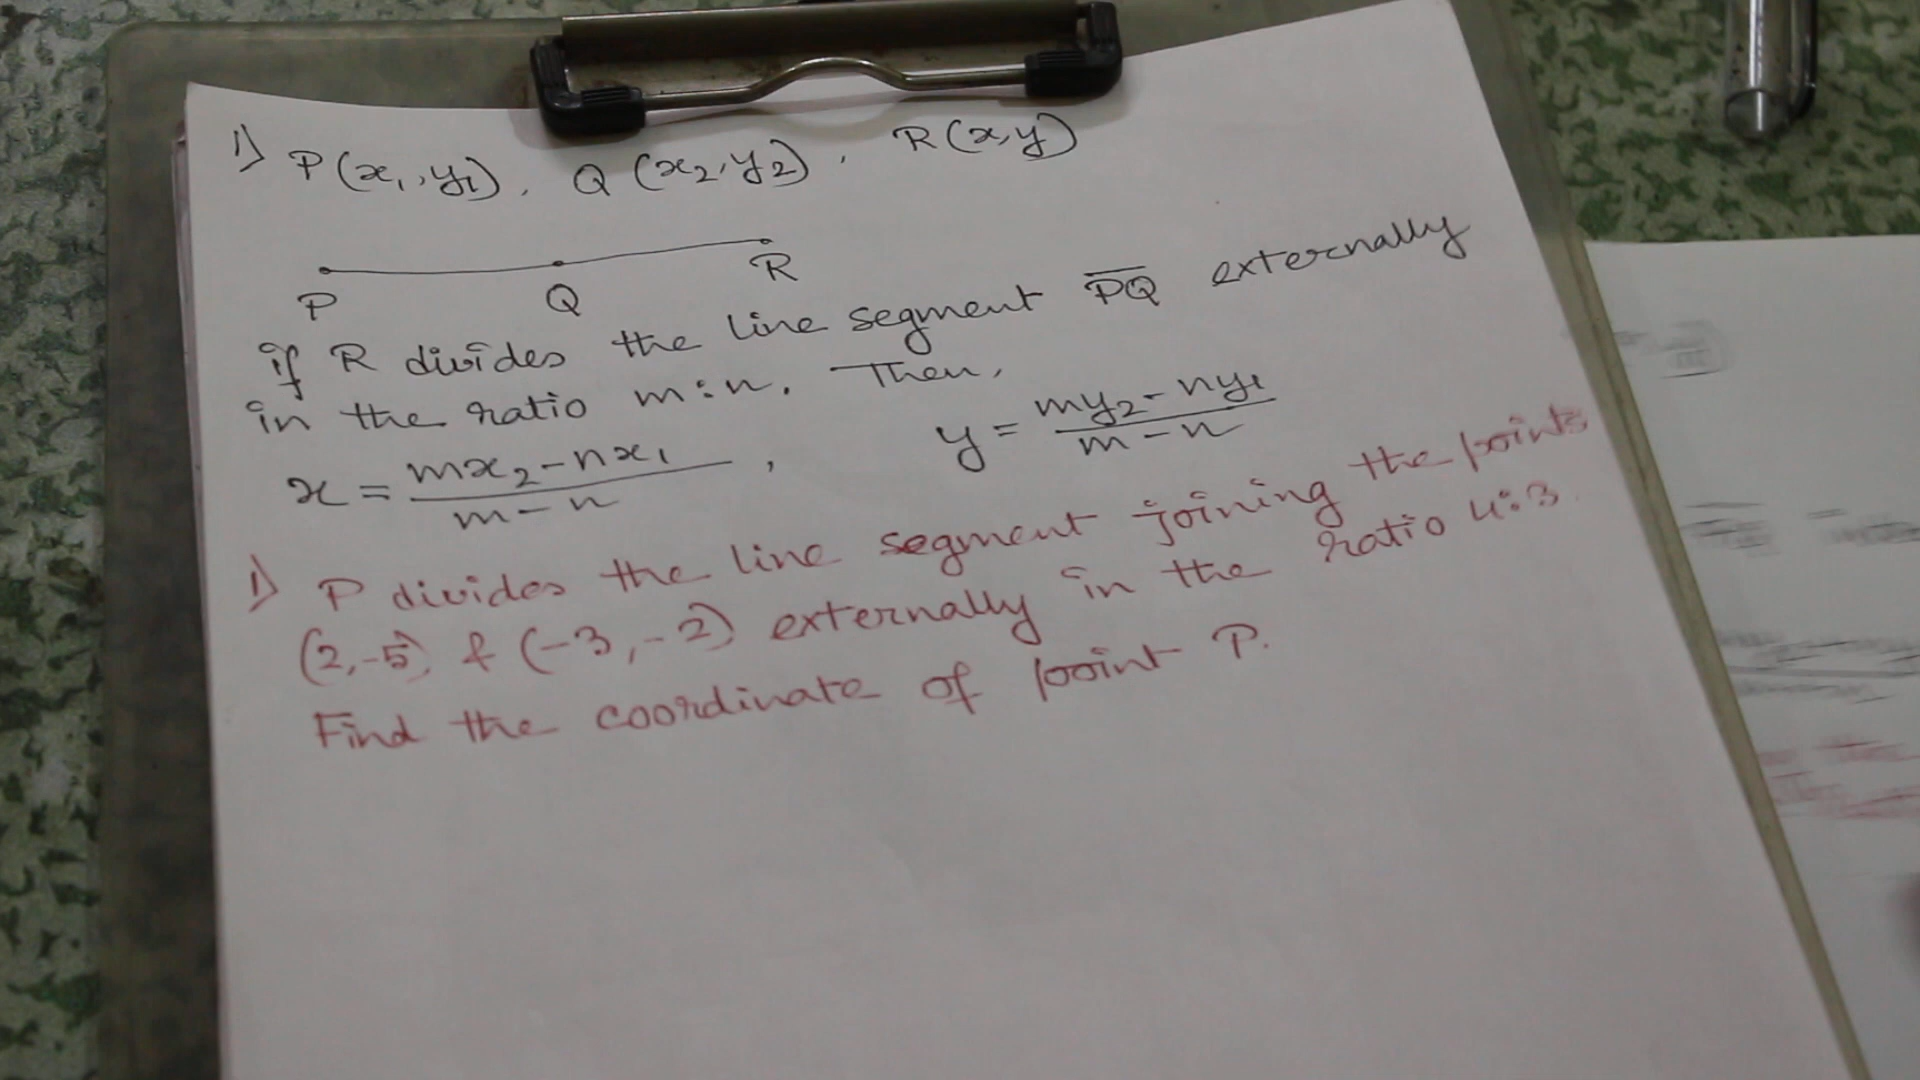 1) P(x₁, y₁), Q(x₂, y₂), R(x, y)
P Q R
if R divides the line segment P̅Q̅ externally
in the ratio m:n. Then,
x = (mx₂ - nx₁)/(m - n), y = (my₂ - ny₁)/(m - n)
1) P divides the line segment joining the points
(2,-5) & (-3,-2) externally in the ratio 4:3.
Find the coordinate of point P.